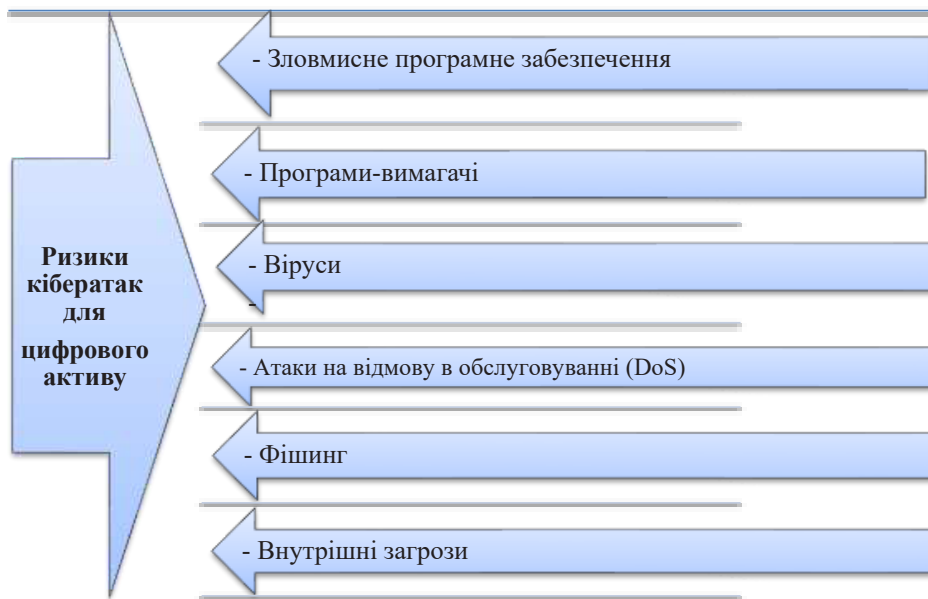 Ризики
кібератак
для
цифрового
активу
- Зловмисне програмне забезпечення
- Програми-вимагачі
- Віруси
-
- Атаки на відмову в обслуговуванні (DoS)
- Фішинг
- Внутрішні загрози